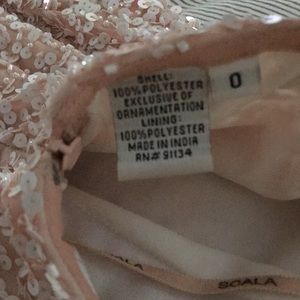 SHELL:
100% POLYESTER
EXCLUSIVE OF
ORNAMENTATION
LINING:
100% POLYESTER
MADE IN INDIA
RN# 91134
0
SCALA
SCALA